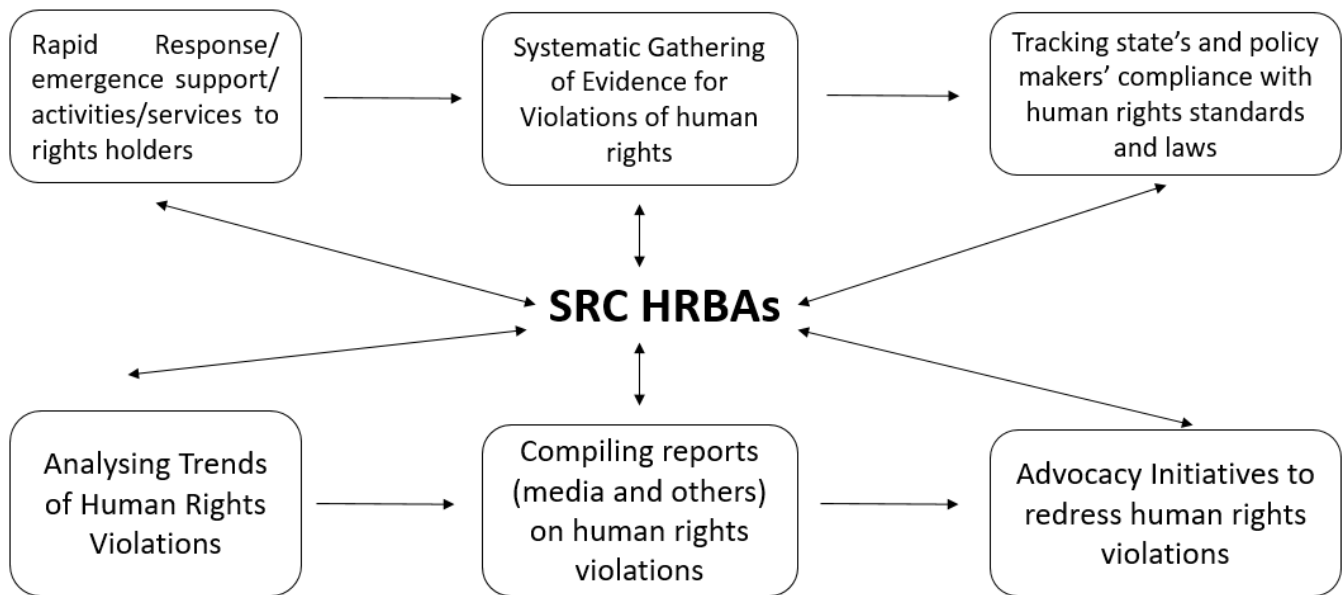 Rapid Response/
emergence support/
activities/services to
rights holders
Systematic Gathering
of Evidence for
Violations of human
rights
Tracking state's and policy
makers' compliance with
human rights standards
and laws
SRC HRBAs
Analysing Trends
of Human Rights
Violations
Compiling reports
(media and others)
on human rights
violations
Advocacy Initiatives to
redress human rights
violations